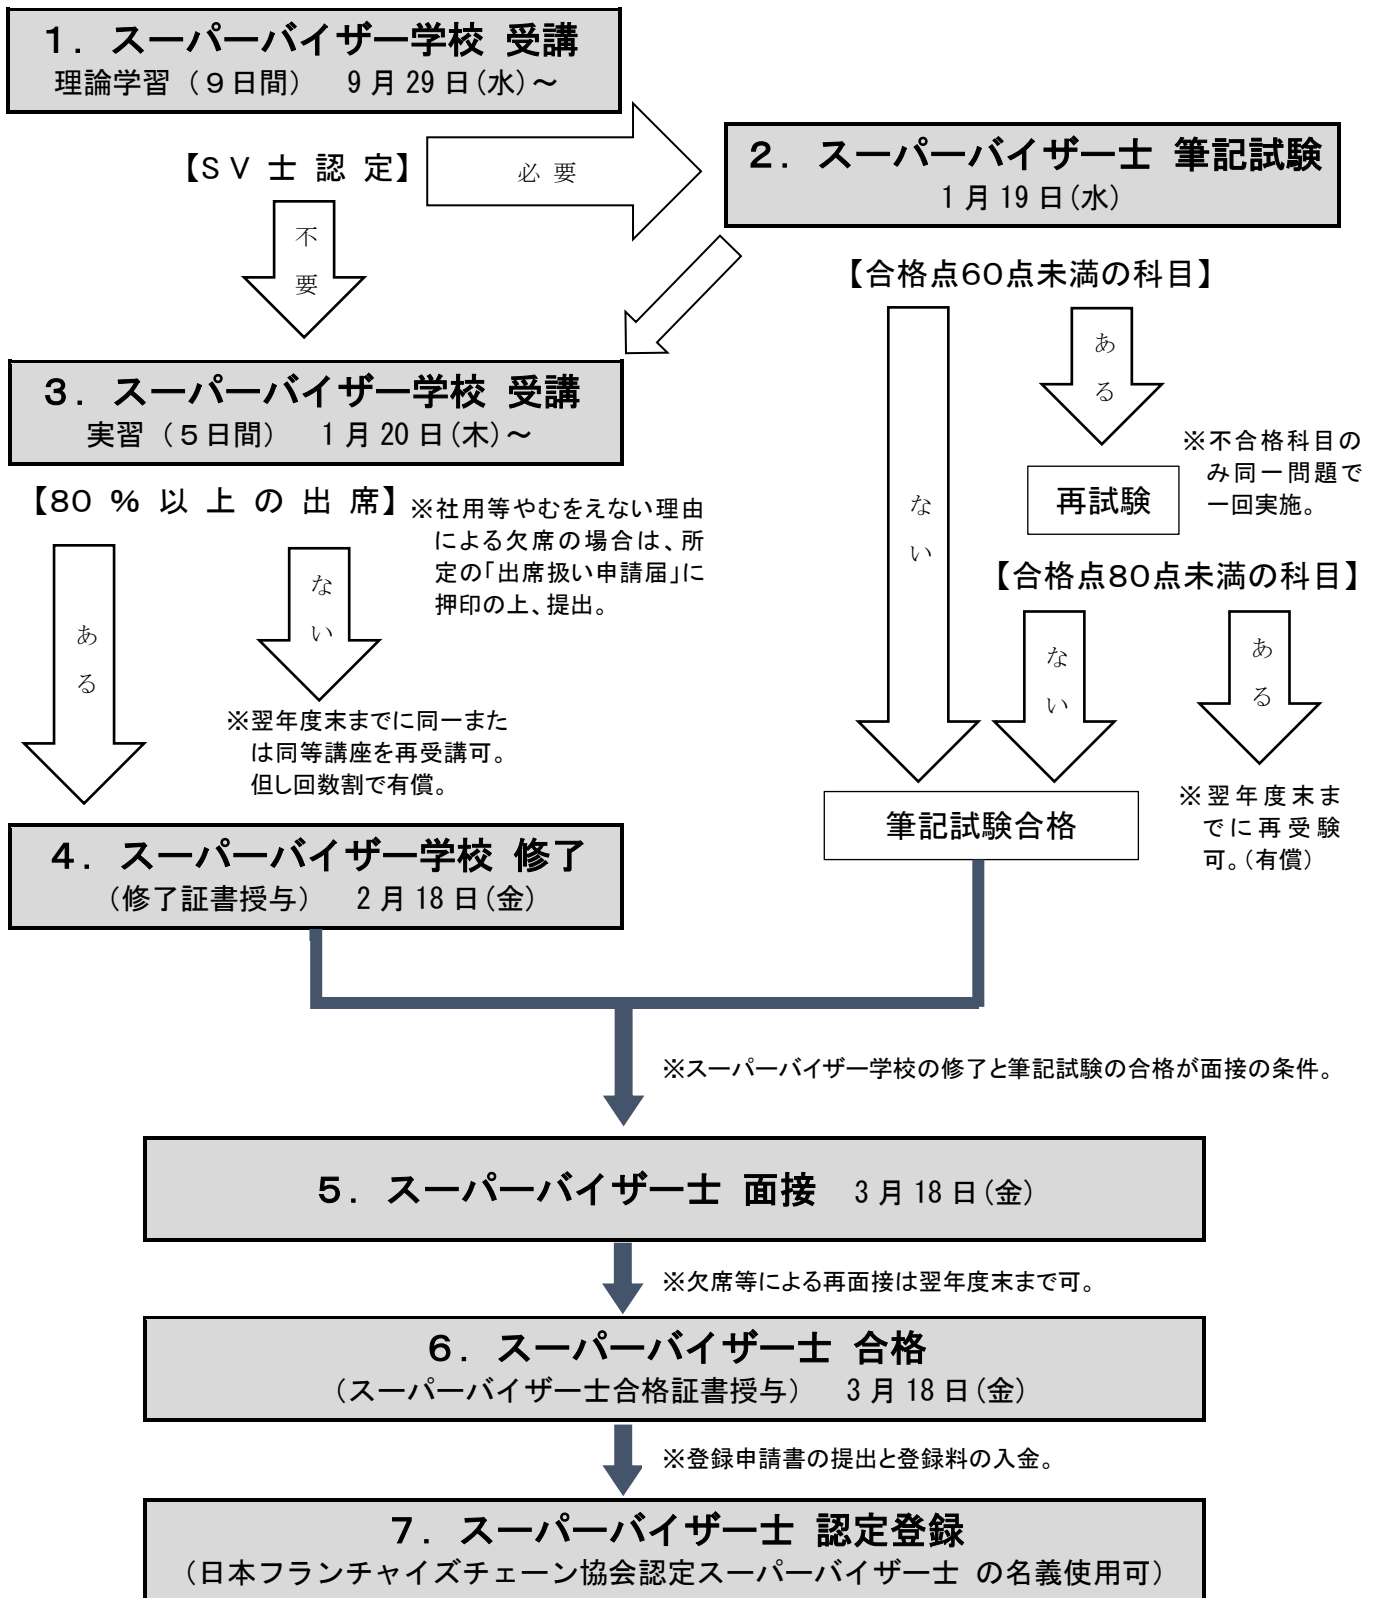 １．スーパーバイザー学校 受講
理論学習（９日間）　９月 29 日(水)～
【ＳＶ士認定】
必要
不要
２．スーパーバイザー士 筆記試験
１月 19 日(水)
【合格点60点未満の科目】
ない
ある
再試験
※不合格科目の
み同一問題で
一回実施。
【合格点80点未満の科目】
ない
ある
※翌年度末ま
でに再受験
可。(有償)
筆記試験合格
３．スーパーバイザー学校 受講
実習（５日間）　１月 20 日(木)～
【80％以上の出席】
※社用等やむをえない理由
による欠席の場合は、所
定の「出席扱い申請届」に
押印の上、提出。
ある
ない
※翌年度末までに同一また
は同等講座を再受講可。
但し回数割で有償。
４．スーパーバイザー学校 修了
（修了証書授与）　２月 18 日(金)
※スーパーバイザー学校の修了と筆記試験の合格が面接の条件。
５．スーパーバイザー士 面接　３月 18 日(金)
※欠席等による再面接は翌年度末まで可。
６．スーパーバイザー士 合格
（スーパーバイザー士合格証書授与）　３月 18 日(金)
※登録申請書の提出と登録料の入金。
７．スーパーバイザー士 認定登録
（日本フランチャイズチェーン協会認定スーパーバイザー士 の名義使用可）